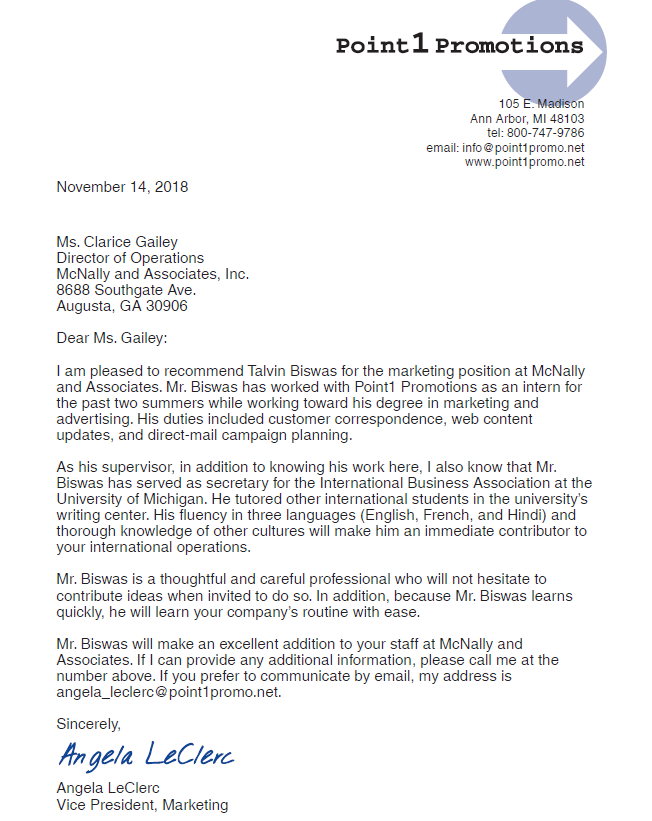 Point1 Promotions
105 E. Madison
Ann Arbor, MI 48103
tel: 800-747-9786
email: info@point1promo.net
www.point1promo.net
November 14, 2018
Ms. Clarice Gailey
Director of Operations
McNally and Associates, Inc.
8688 Southgate Ave.
Augusta, GA 30906
Dear Ms. Gailey:
I am pleased to recommend Talvin Biswas for the marketing position at McNally
and Associates. Mr. Biswas has worked with Point1 Promotions as an intern for
the past two summers while working toward his degree in marketing and
advertising. His duties included customer correspondence, web content
updates, and direct-mail campaign planning.
As his supervisor, in addition to knowing his work here, I also know that Mr.
Biswas has served as secretary for the International Business Association at the
University of Michigan. He tutored other international students in the university's
writing center. His fluency in three languages (English, French, and Hindi) and
thorough knowledge of other cultures will make him an immediate contributor to
your international operations.
Mr. Biswas is a thoughtful and careful professional who will not hesitate to
contribute ideas when invited to do so. In addition, because Mr. Biswas learns
quickly, he will learn your company's routine with ease.
Mr. Biswas will make an excellent addition to your staff at McNally and
Associates. If I can provide any additional information, please call me at the
number above. If you prefer to communicate by email, my address is
angela_leclerc@point1promo.net.
Sincerely,
Angela LeClerc
Angela LeClerc
Vice President, Marketing